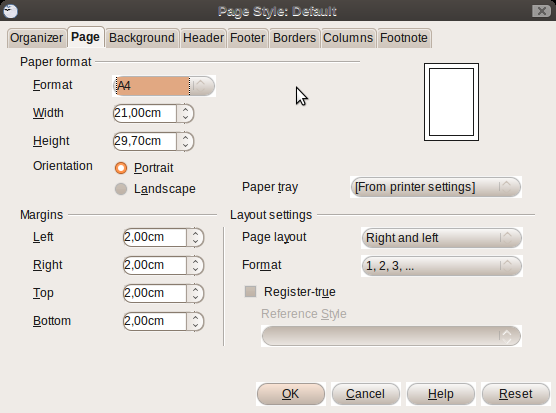 Page Style: Default
Organizer Page Background Header Footer Borders Columns Footnote
Paper format
Format A4
Width 21,00cm
Height 29,70cm
Orientation Portrait
Landscape
Paper tray [From printer settings]
Margins
Left 2,00cm
Right 2,00cm
Top 2,00cm
Bottom 2,00cm
Layout settings
Page layout Right and left
Format 1, 2, 3, ...
Register-true
Reference Style
OK Cancel Help Reset